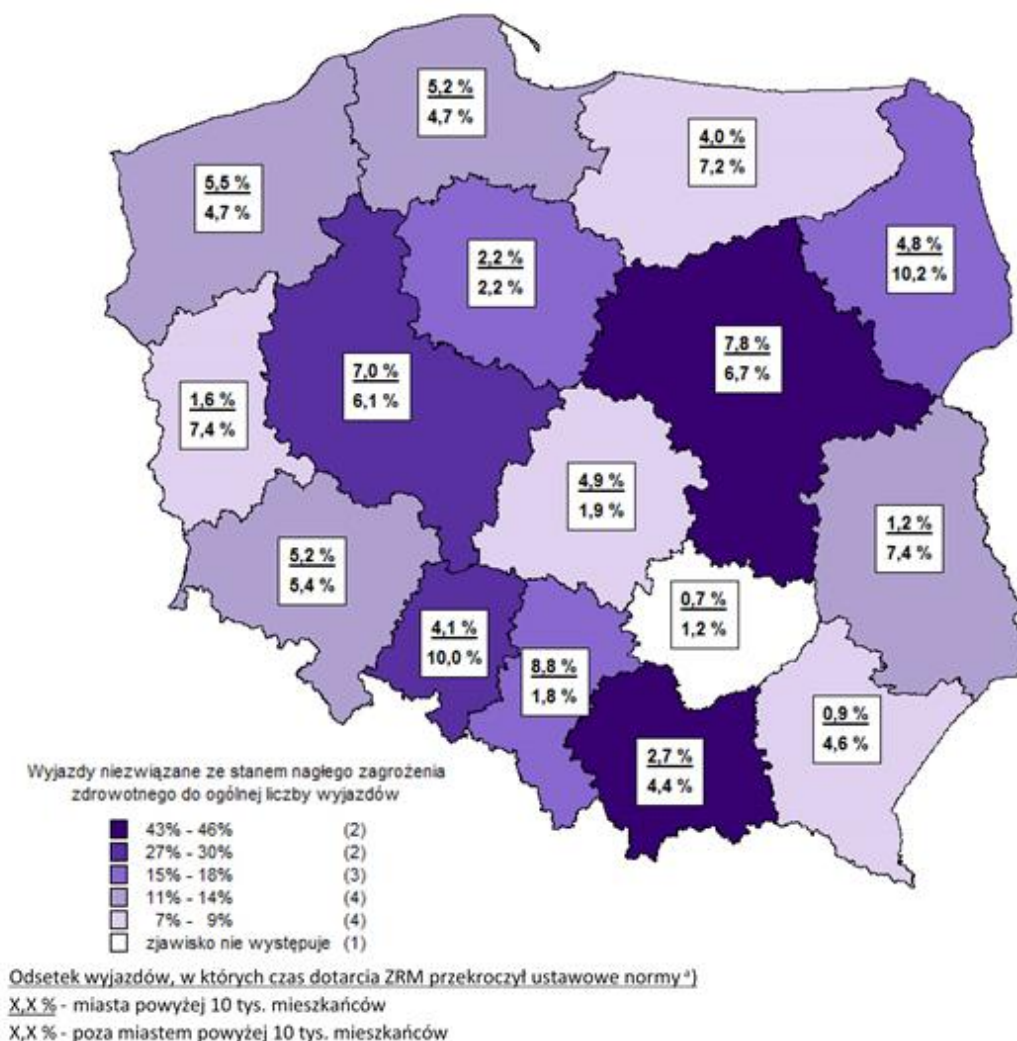 5,2 %
4,7 %
4,0 %
7,2 %
5,5 %
4,7 %
4,8 %
10,2 %
2,2 %
2,2 %
7,8 %
6,7 %
7,0 %
6,1 %
1,6 %
7,4 %
4,9 %
1,9 %
1,2 %
7,4 %
5,2 %
5,4 %
0,7 %
1,2 %
4,1 %
10,0 %
8,8 %
1,8 %
0,9 %
4,6 %
2,7 %
4,4 %
Wyjazdy niezwiązane ze stanem nagłego zagrożenia
zdrowotnego do ogólnej liczby wyjazdów
43% - 46% (2)
27% - 30% (2)
15% - 18% (3)
11% - 14% (4)
7% - 9% (4)
zjawisko nie występuje (1)
Odsetek wyjazdów, w których czas dotarcia ZRM przekroczył ustawowe normy ᵃ)
X,X % - miasta powyżej 10 tys. mieszkańców
X,X % - poza miastem powyżej 10 tys. mieszkańców